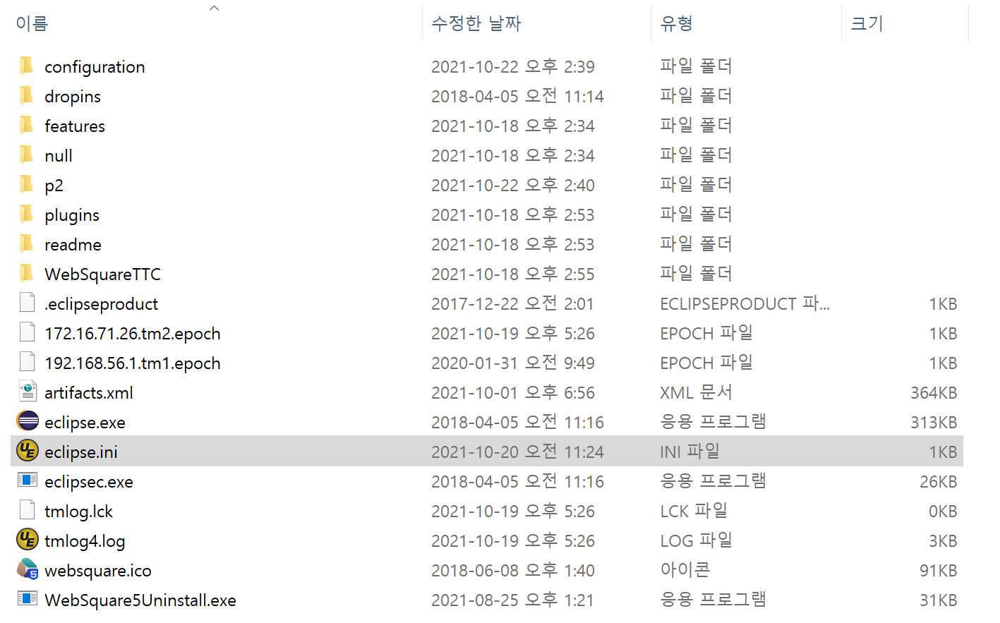 이름 수정한 날짜 유형 크기
configuration 2021-10-22 오후 2:39 파일 폴더
dropins 2018-04-05 오전 11:14 파일 폴더
features 2021-10-18 오후 2:34 파일 폴더
null 2021-10-18 오후 2:34 파일 폴더
p2 2021-10-22 오후 2:40 파일 폴더
plugins 2021-10-18 오후 2:53 파일 폴더
readme 2021-10-18 오후 2:53 파일 폴더
WebSquareTTC 2021-10-18 오후 2:55 파일 폴더
.eclipseproduct 2017-12-22 오전 2:01 ECLIPSEPRODUCT 파... 1KB
172.16.71.26.tm2.epoch 2021-10-19 오후 5:26 EPOCH 파일 1KB
192.168.56.1.tm1.epoch 2020-01-31 오전 9:49 EPOCH 파일 1KB
artifacts.xml 2021-10-01 오후 6:56 XML 문서 364KB
eclipse.exe 2018-04-05 오전 11:16 응용 프로그램 313KB
eclipse.ini 2021-10-20 오전 11:24 INI 파일 1KB
eclipsec.exe 2018-04-05 오전 11:16 응용 프로그램 26KB
tmlog.lck 2021-10-19 오후 5:26 LCK 파일 0KB
tmlog4.log 2021-10-19 오후 5:26 LOG 파일 3KB
websquare.ico 2018-06-08 오후 1:40 아이콘 91KB
WebSquare5Uninstall.exe 2021-08-25 오후 1:21 응용 프로그램 31KB